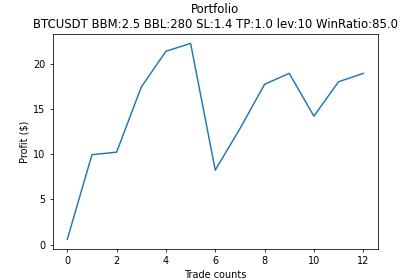 Portfolio
BTCUSDT BBM:2.5 BBL:280 SL:1.4 TP:1.0 lev:10 WinRatio:85.0
20
15
10
5
0
Profit ($)
0 2 4 6 8 10 12
Trade counts